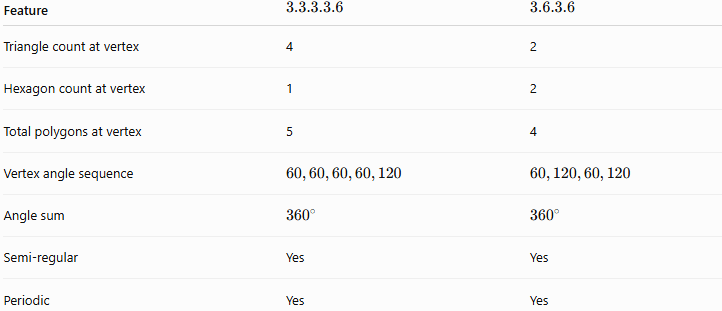 Feature 3.3.3.3.6 3.6.3.6
Triangle count at vertex 4 2
Hexagon count at vertex 1 2
Total polygons at vertex 5 4
Vertex angle sequence 60, 60, 60, 60, 120 60, 120, 60, 120
Angle sum 360° 360°
Semi-regular Yes Yes
Periodic Yes Yes